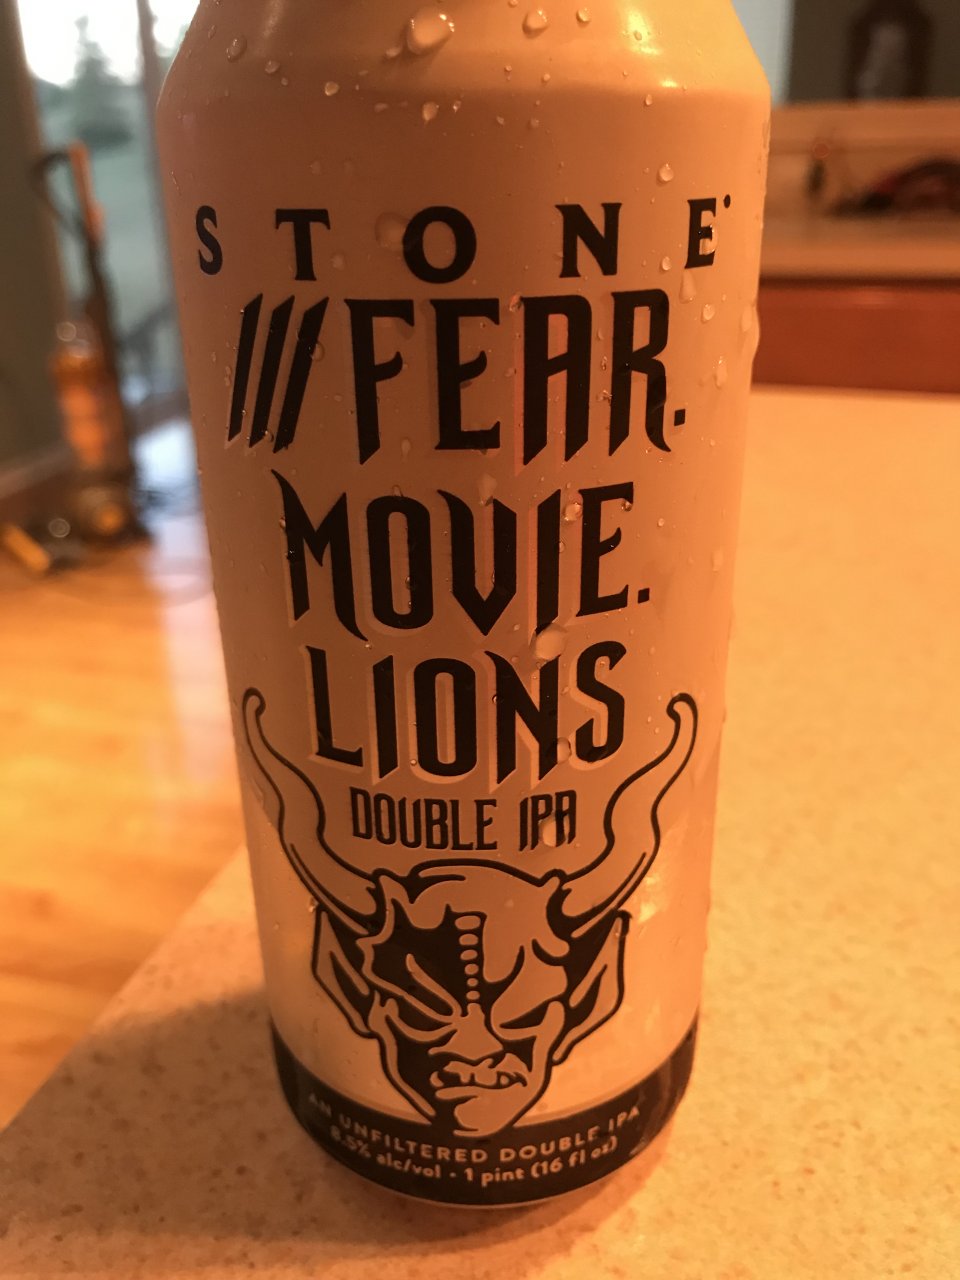 STONE
///FEAR.
MOVIE.
LIONS
DOUBLE IPA
AN UNFILTERED DOUBLE IPA
8.5% alc/vol · 1 pint (16 fl oz)